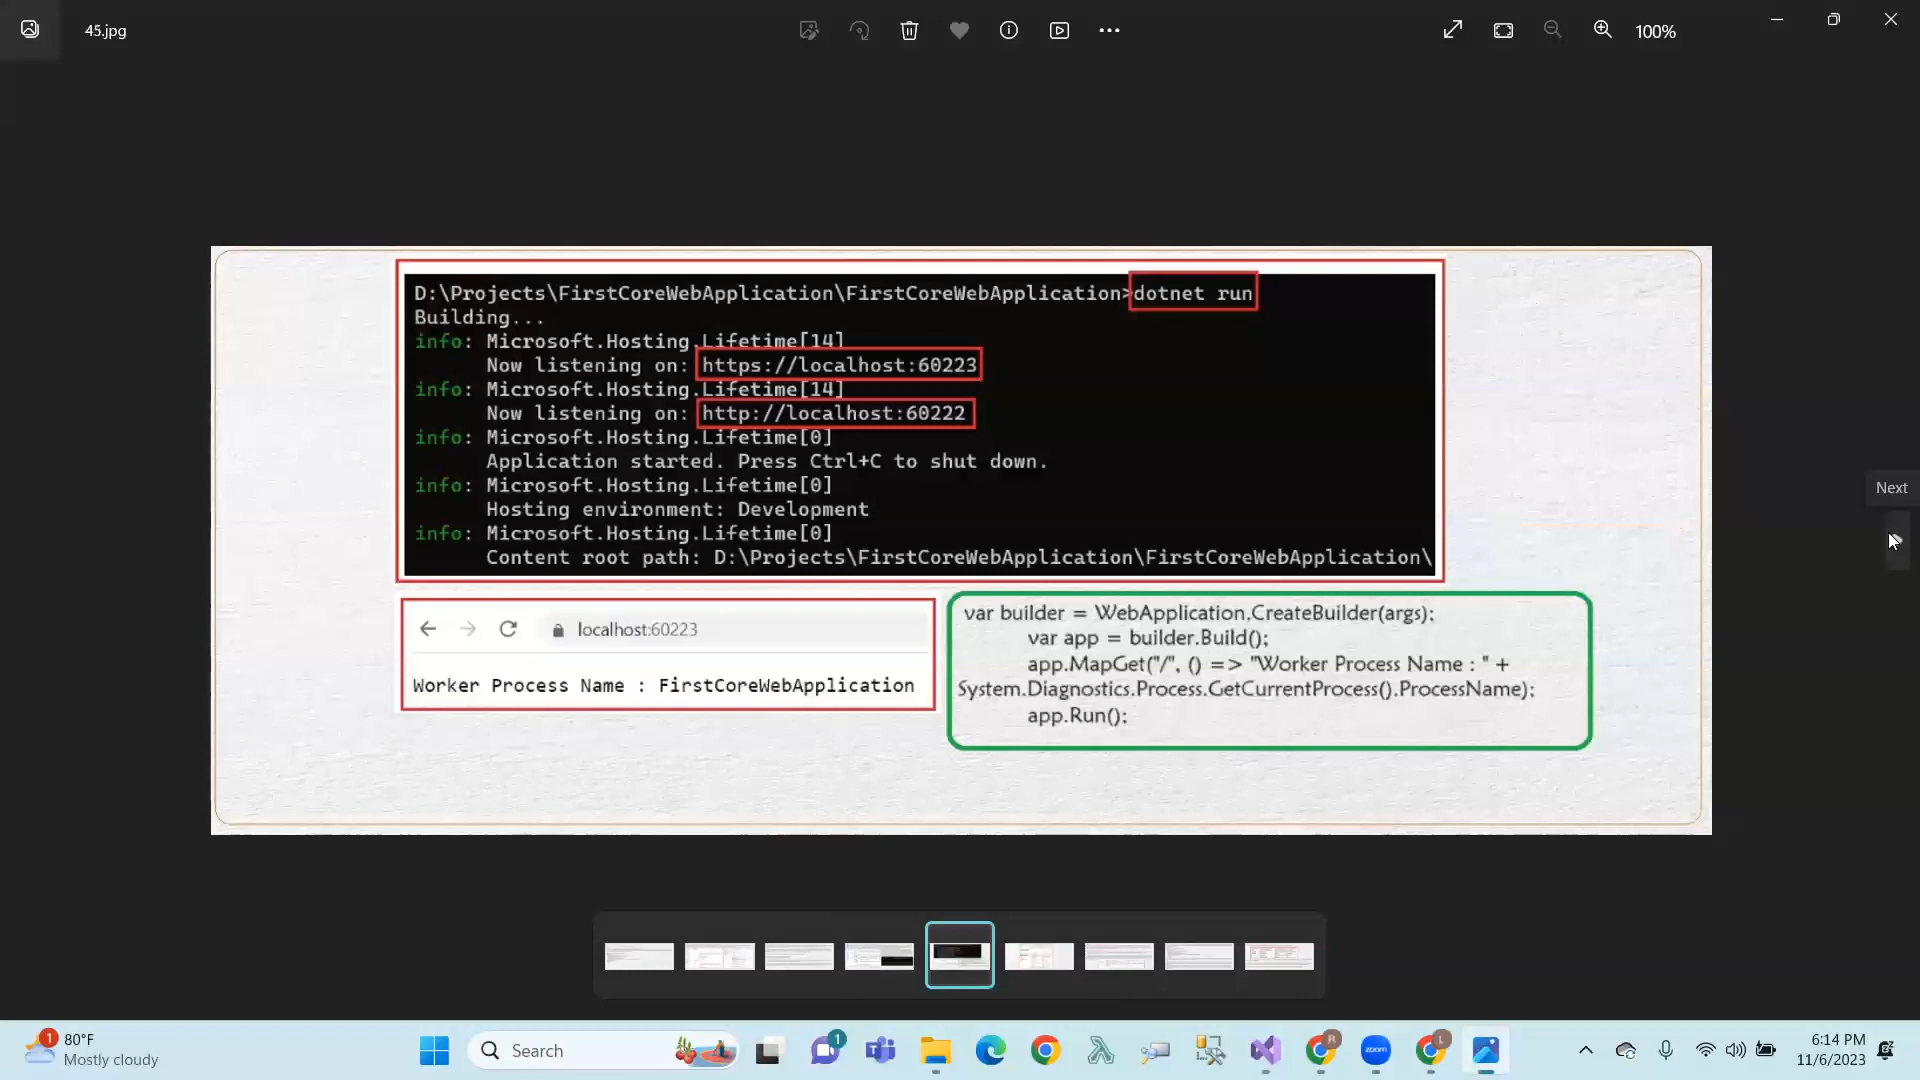 45.jpg
100%
D:\Projects\FirstCoreWebApplication\FirstCoreWebApplication>dotnet run
Building...
info: Microsoft.Hosting.Lifetime[14]
Now listening on: https://localhost:60223
info: Microsoft.Hosting.Lifetime[14]
Now listening on: http://localhost:60222
info: Microsoft.Hosting.Lifetime[0]
Application started. Press Ctrl+C to shut down.
info: Microsoft.Hosting.Lifetime[0]
Hosting environment: Development
info: Microsoft.Hosting.Lifetime[0]
Content root path: D:\Projects\FirstCoreWebApplication\FirstCoreWebApplication\
Next
localhost:60223
Worker Process Name : FirstCoreWebApplication
var builder = WebApplication.CreateBuilder(args);
var app = builder.Build();
app.MapGet("/", () => "Worker Process Name : " +
System.Diagnostics.Process.GetCurrentProcess().ProcessName);
app.Run();
1
80°F
Mostly cloudy
Search
1
R
zoom
L
6:14 PM
11/6/2023